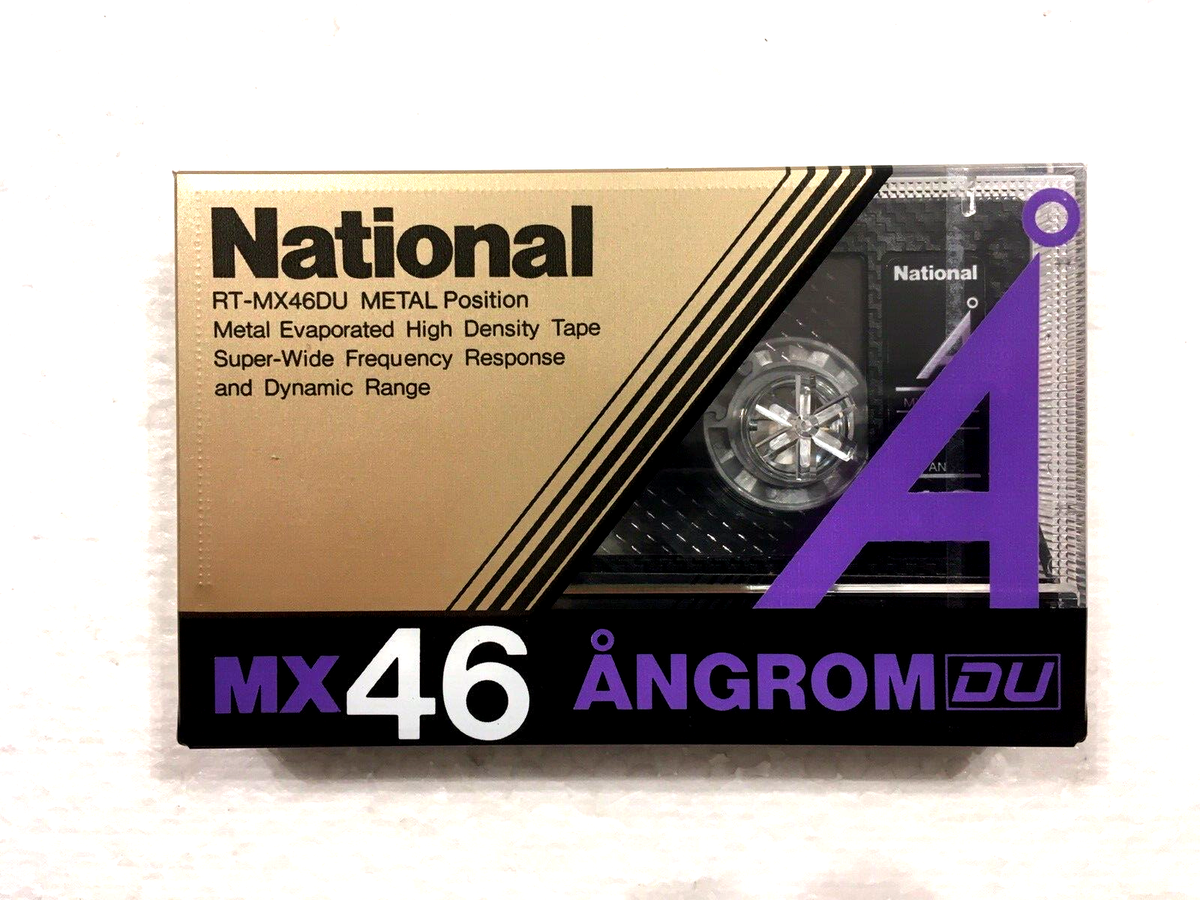 National
RT-MX46DU METAL Position
Metal Evaporated High Density Tape
Super-Wide Frequency Response
and Dynamic Range
National
Å
Å
MX46 ÅNGROM DU